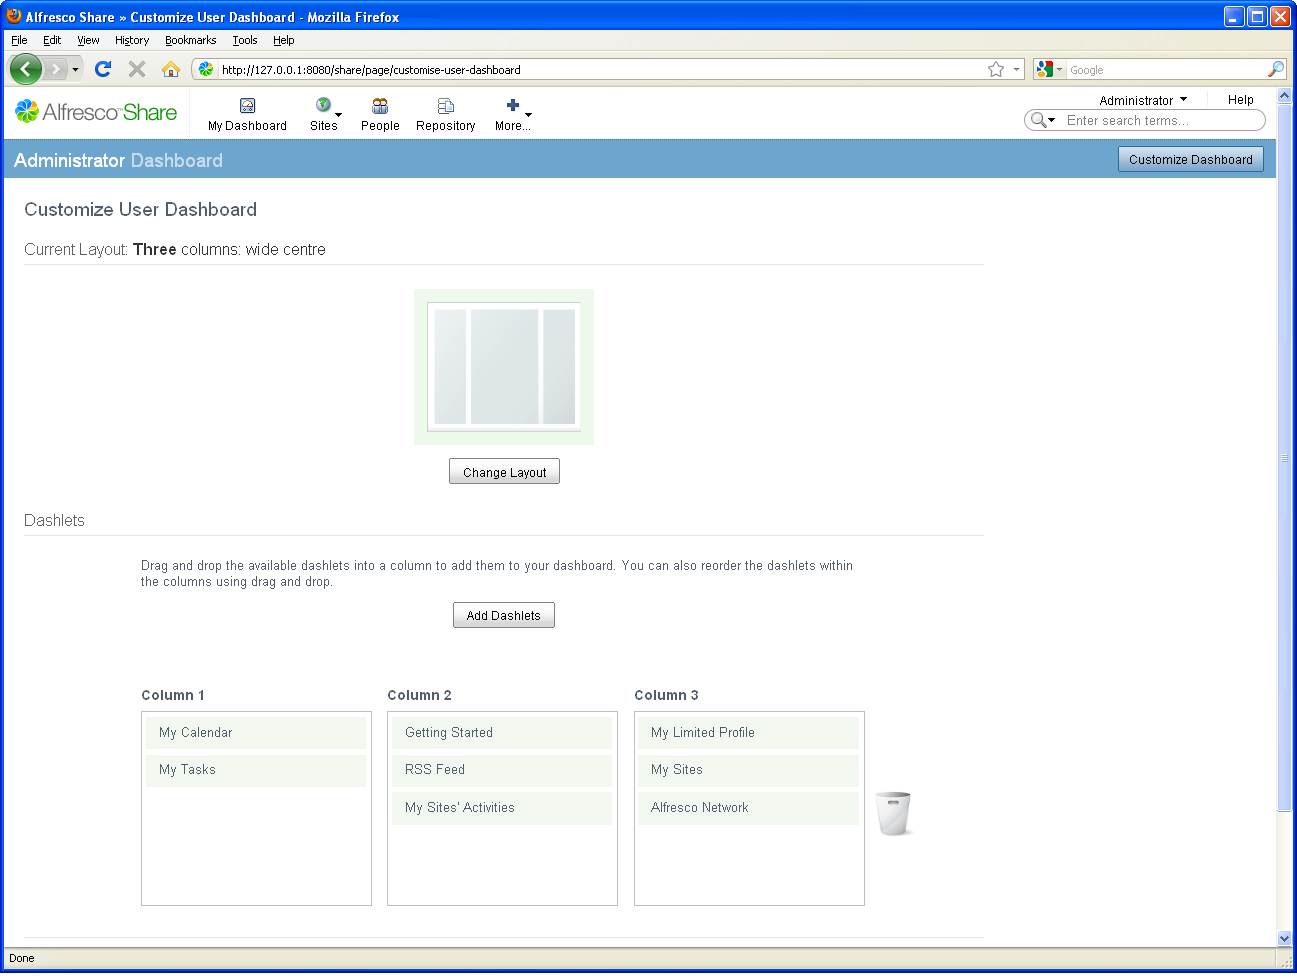 Alfresco Share » Customize User Dashboard - Mozilla Firefox
File Edit View History Bookmarks Tools Help
http://127.0.0.1:8080/share/page/customise-user-dashboard
Google
Alfresco™ Share
My Dashboard
Sites
People
Repository
More...
Administrator
Help
Enter search terms...
Administrator Dashboard
Customize Dashboard
Customize User Dashboard
Current Layout: Three columns: wide centre
Change Layout
Dashlets
Drag and drop the available dashlets into a column to add them to your dashboard. You can also reorder the dashlets within
the columns using drag and drop.
Add Dashlets
Column 1
My Calendar
My Tasks
Column 2
Getting Started
RSS Feed
My Sites' Activities
Column 3
My Limited Profile
My Sites
Alfresco Network
Done